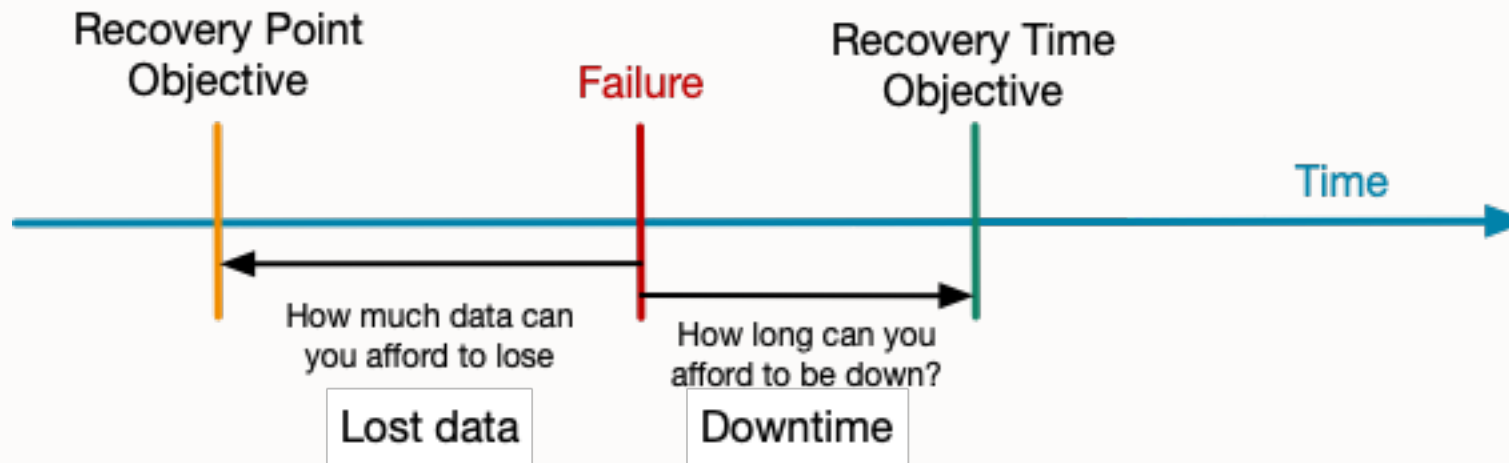 Recovery Point
Objective
Failure
Recovery Time
Objective
Time
How much data can
you afford to lose
How long can you
afford to be down?
Lost data
Downtime